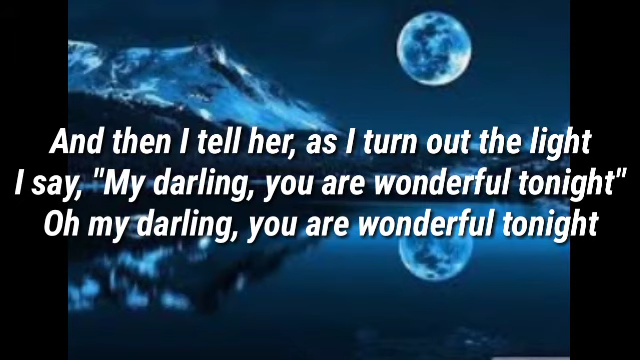 And then I tell her, as I turn out the light
I say, "My darling, you are wonderful tonight"
Oh my darling, you are wonderful tonight